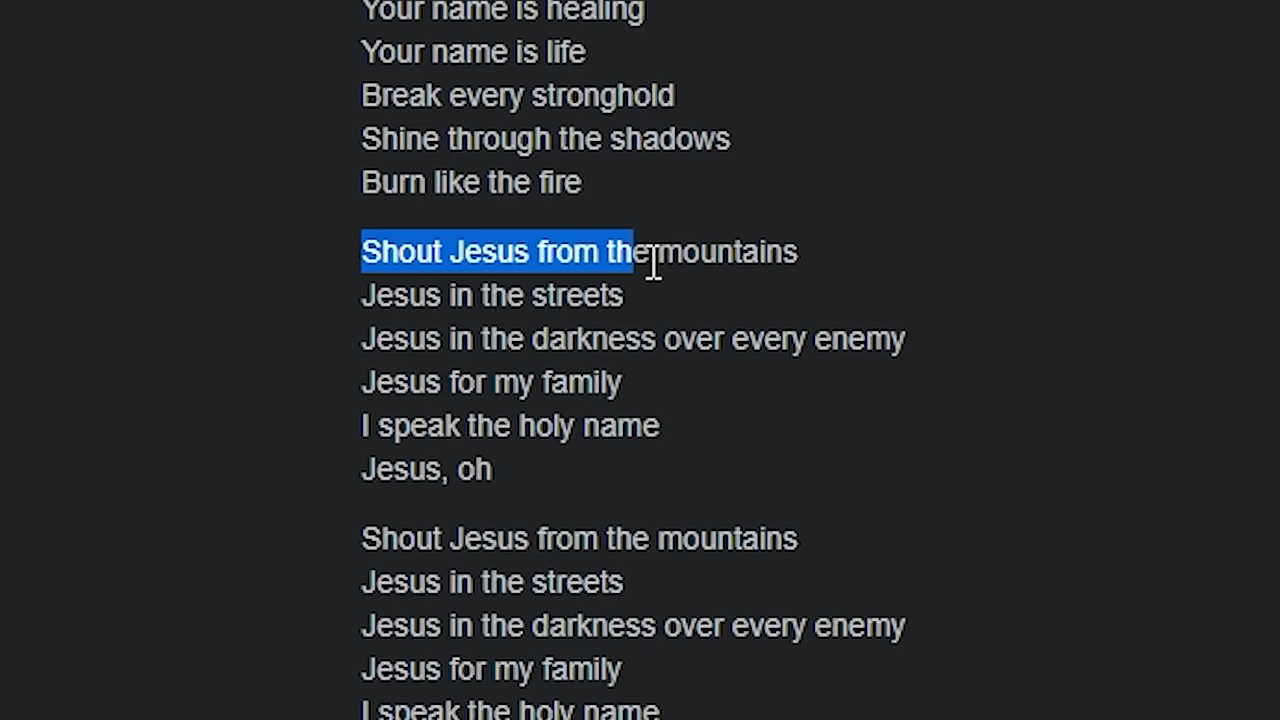 Your name is healing
Your name is life
Break every stronghold
Shine through the shadows
Burn like the fire
Shout Jesus from the mountains
Jesus in the streets
Jesus in the darkness over every enemy
Jesus for my family
I speak the holy name
Jesus, oh
Shout Jesus from the mountains
Jesus in the streets
Jesus in the darkness over every enemy
Jesus for my family
I speak the holy name